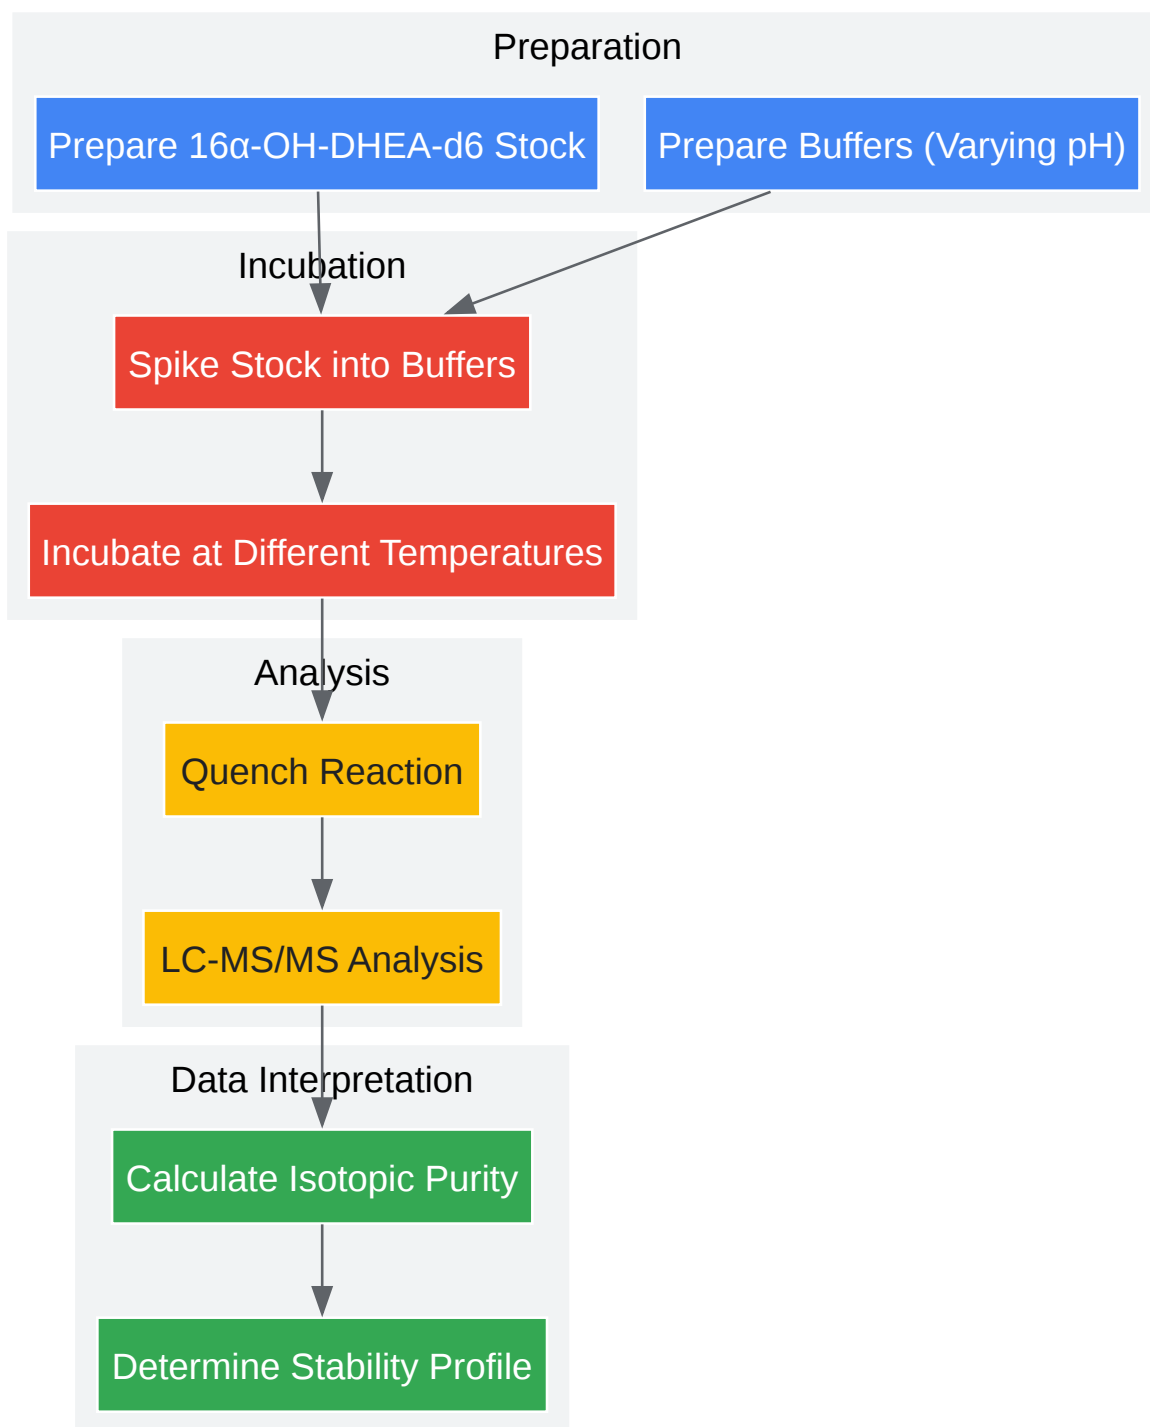 Preparation
Prepare 16α-OH-DHEA-d6 Stock
Prepare Buffers (Varying pH)
Incubation
Spike Stock into Buffers
Incubate at Different Temperatures
Analysis
Quench Reaction
LC-MS/MS Analysis
Data Interpretation
Calculate Isotopic Purity
Determine Stability Profile